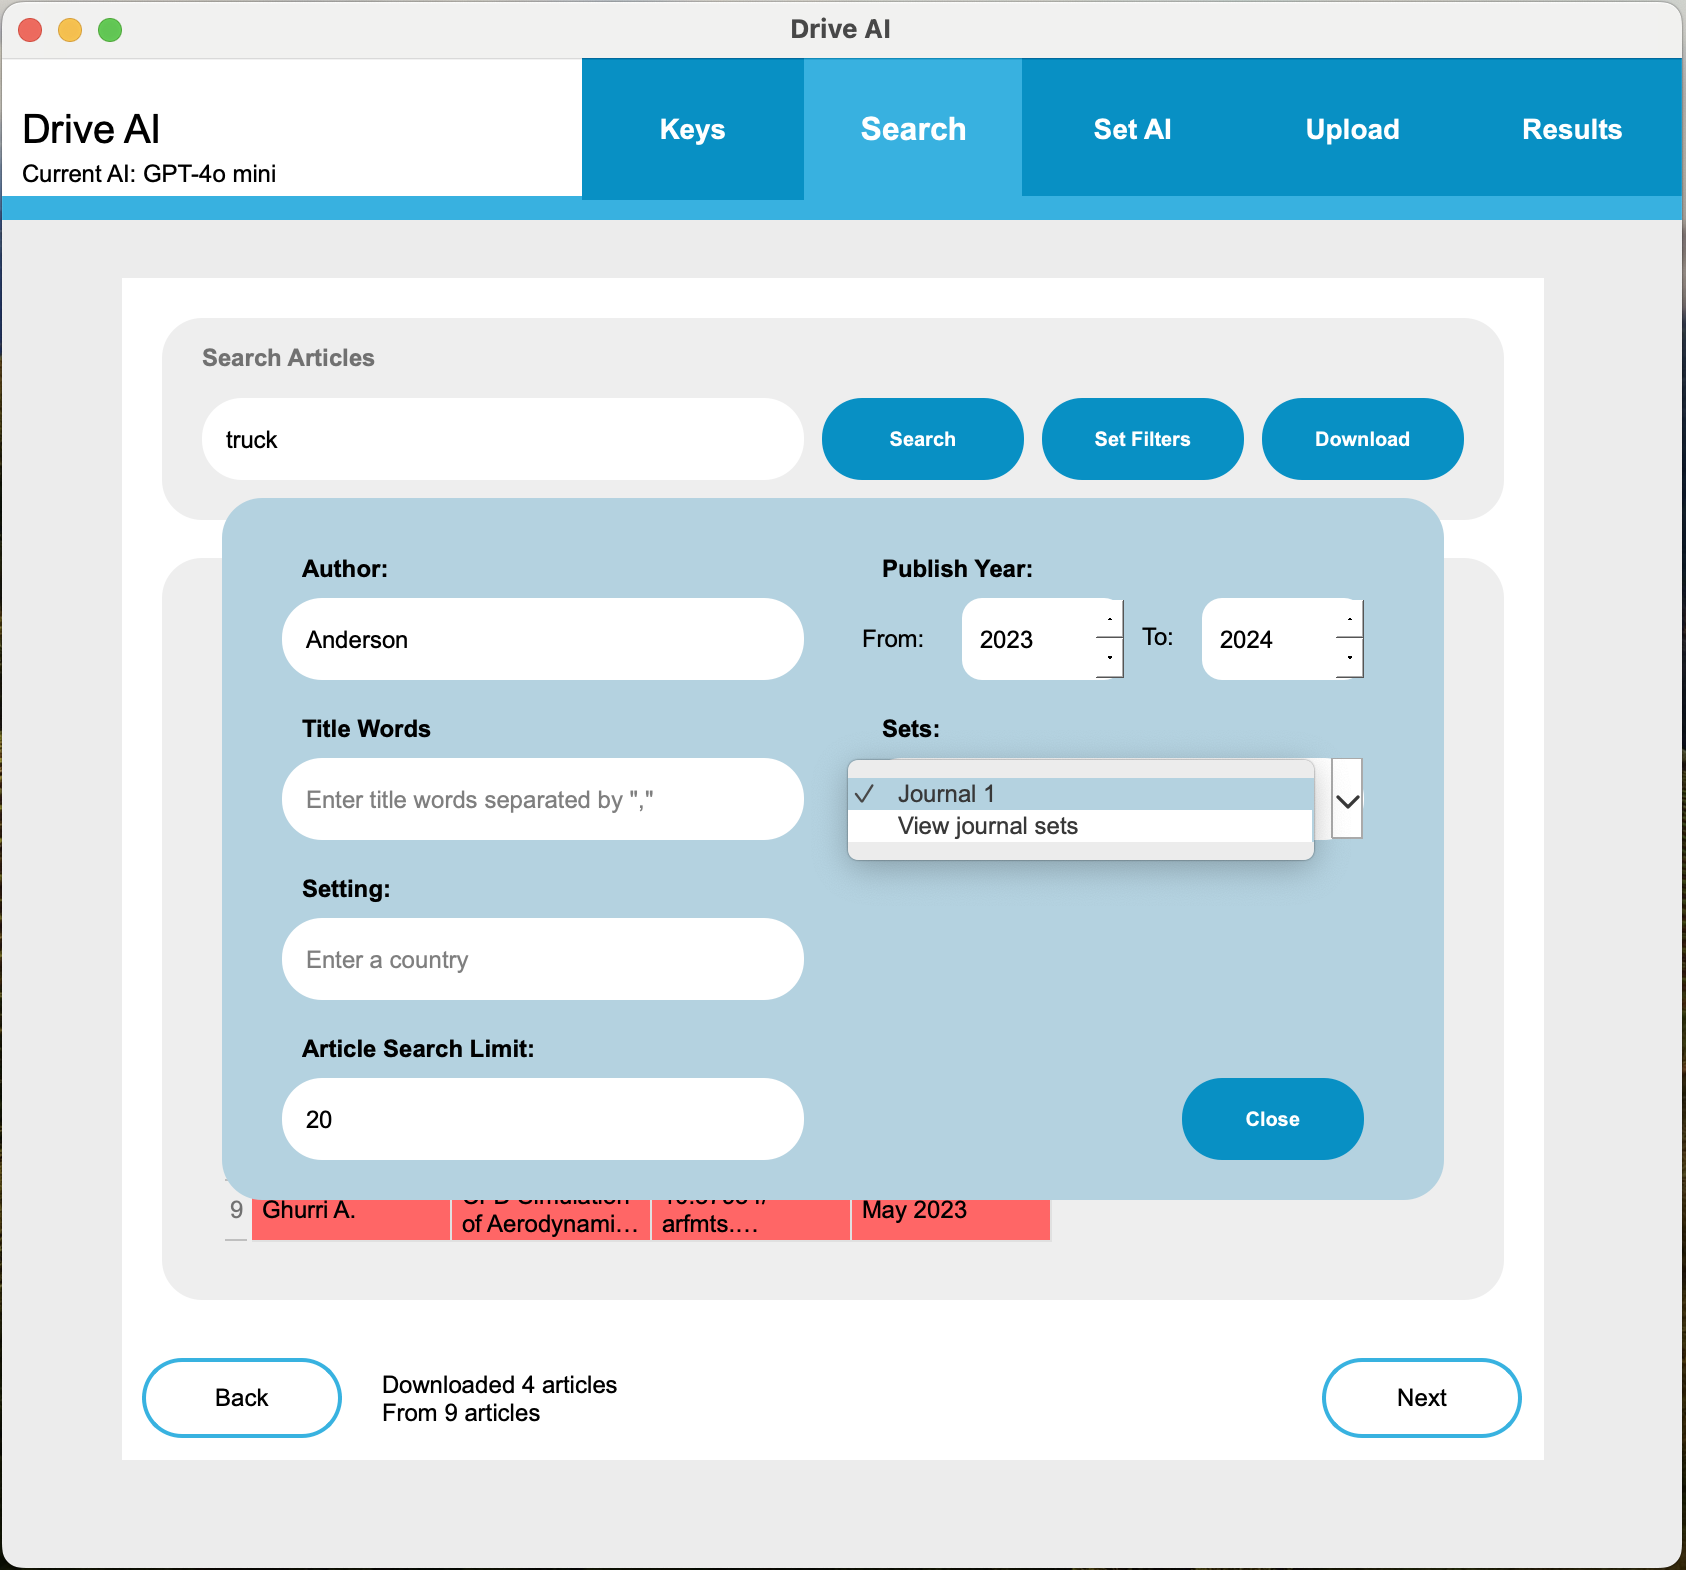 Drive AI
Drive AI
Current AI: GPT-4o mini
Keys
Search
Set AI
Upload
Results
Search Articles
truck
Search
Set Filters
Download
Author:
Anderson
Publish Year:
From:
2023
To:
2024
Title Words
Enter title words separated by ","
Sets:
Journal 1
View journal sets
Setting:
Enter a country
Article Search Limit:
20
Close
9
Ghurri A.
of Aerodynami...
arfmts....
May 2023
Back
Downloaded 4 articles
From 9 articles
Next